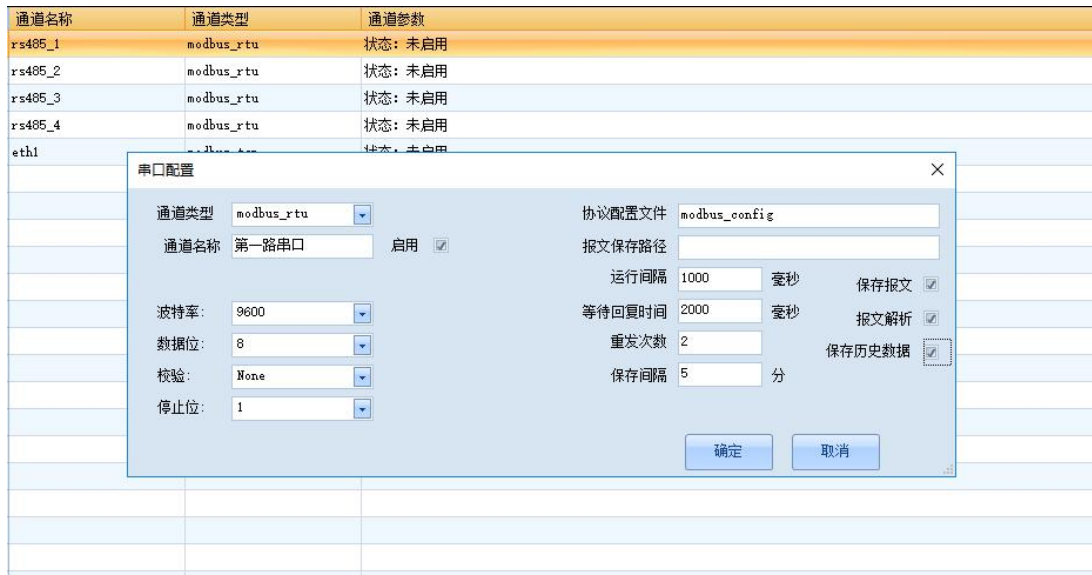 通道名称 通道类型 通道参数
rs485_1 modbus_rtu 状态: 未启用
rs485_2 modbus_rtu 状态: 未启用
rs485_3 modbus_rtu 状态: 未启用
rs485_4 modbus_rtu 状态: 未启用
eth1
串口配置
通道类型 modbus_rtu 协议配置文件 modbus_config
通道名称 第一路串口 启用 报文保存路径
运行间隔 1000 毫秒 保存报文
波特率: 9600 等待回复时间 2000 毫秒 报文解析
数据位: 8 重发次数 2 保存历史数据
校验: None 保存间隔 5 分
停止位: 1
确定 取消